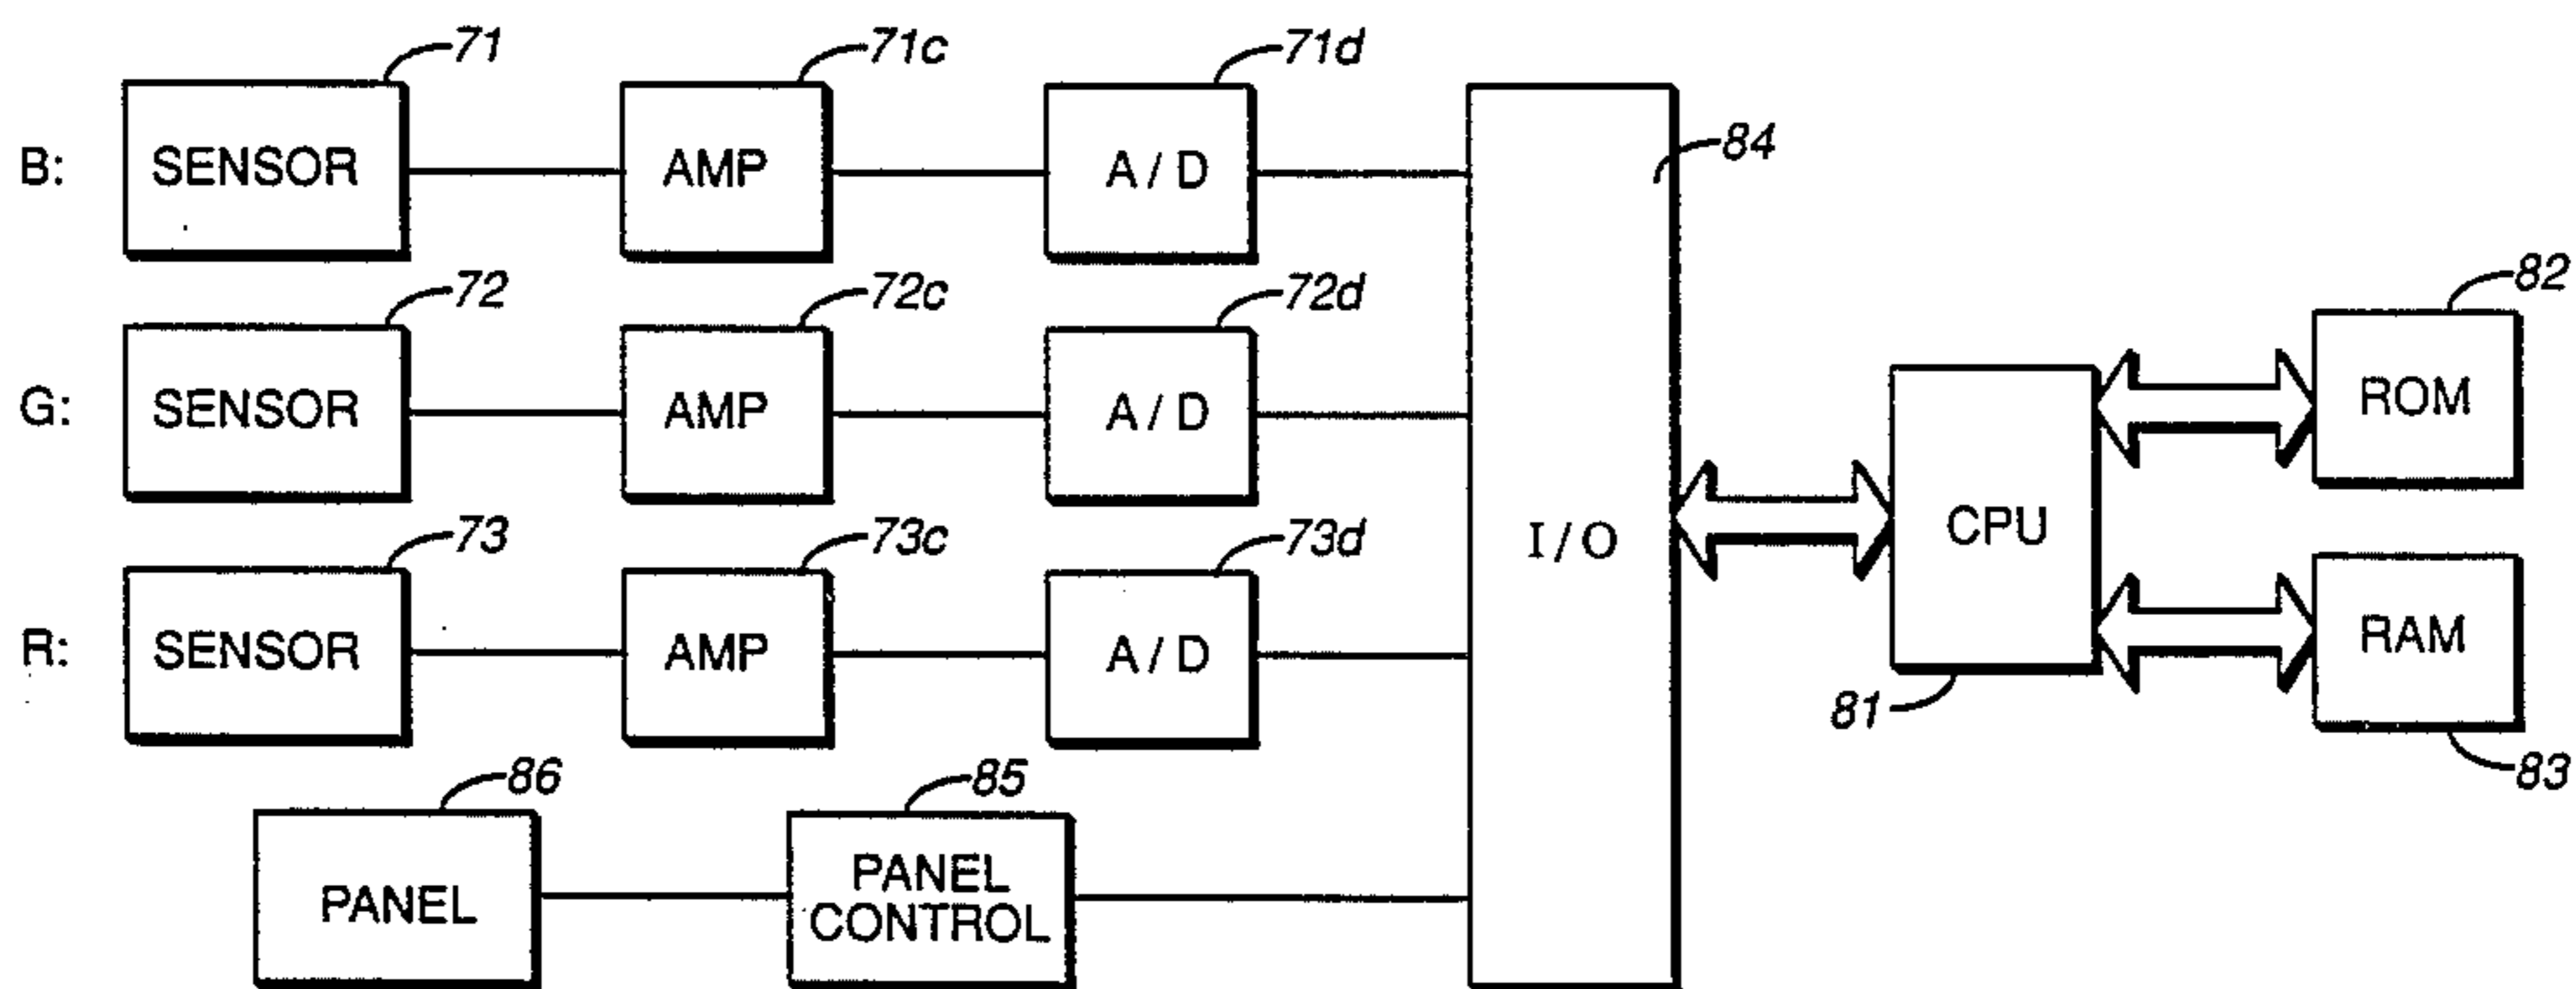 71 71c 71d
B: SENSOR AMP A / D 84
72 72c 72d 82
G: SENSOR AMP A / D ROM
73 73c 73d I / O CPU
R: SENSOR AMP A / D RAM
81
86 85 83
PANEL PANEL CONTROL